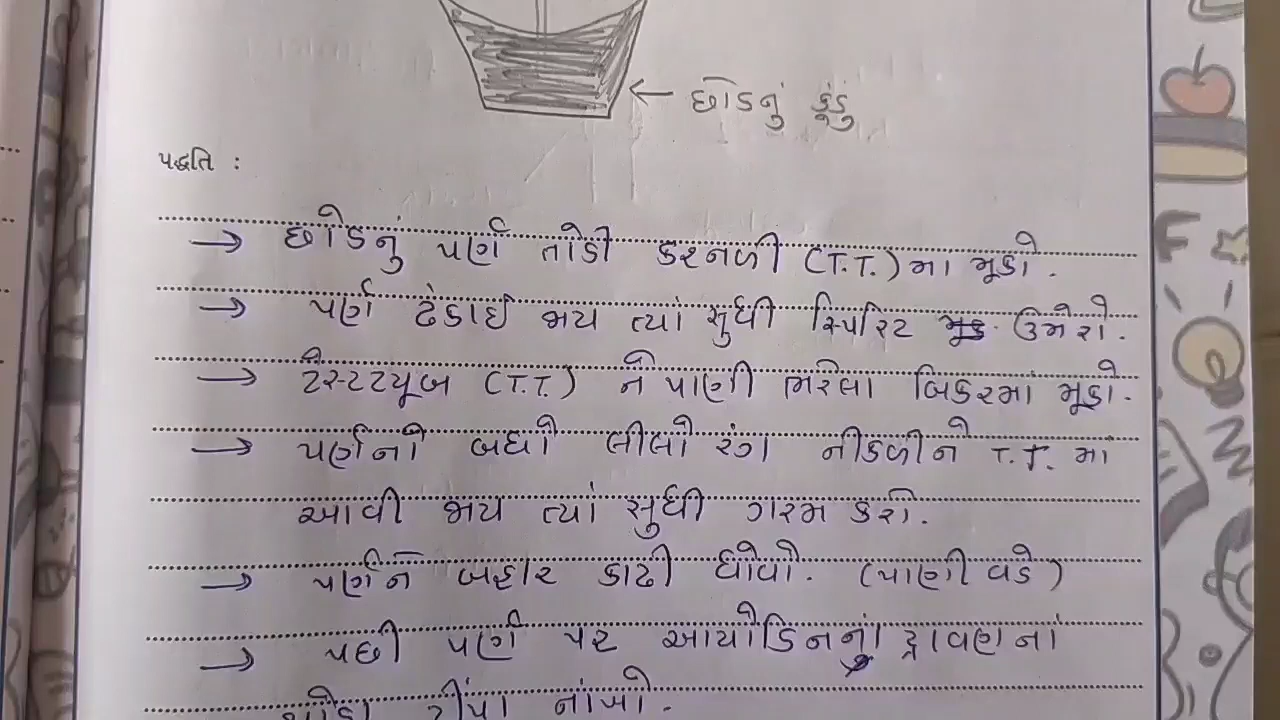 ← છોડનું કૂંડુ
પદ્ધતિ :
→ છોડનું પર્ણ તોડી કસનળી (T.T.) મા મૂકો.
→ પર્ણ ઢંકાઈ જાય ત્યાં સુધી સ્પિરિટ ઉમેરો.
→ ટેસ્ટટયૂબ (T.T.) ને પાણી ભરેલા બિકરમાં મૂકો.
→ પર્ણનો બધો લીલો રંગ નીકળીને T.T. મા
આવી જાય ત્યાં સુધી ગરમ કરો.
→ પર્ણને બહાર કાઢી ધોવો. (પાણી વડે)
→ પછી પર્ણ પર આયોડિનના દ્રાવણનાં
થોડા ટીંપા નાંખો.